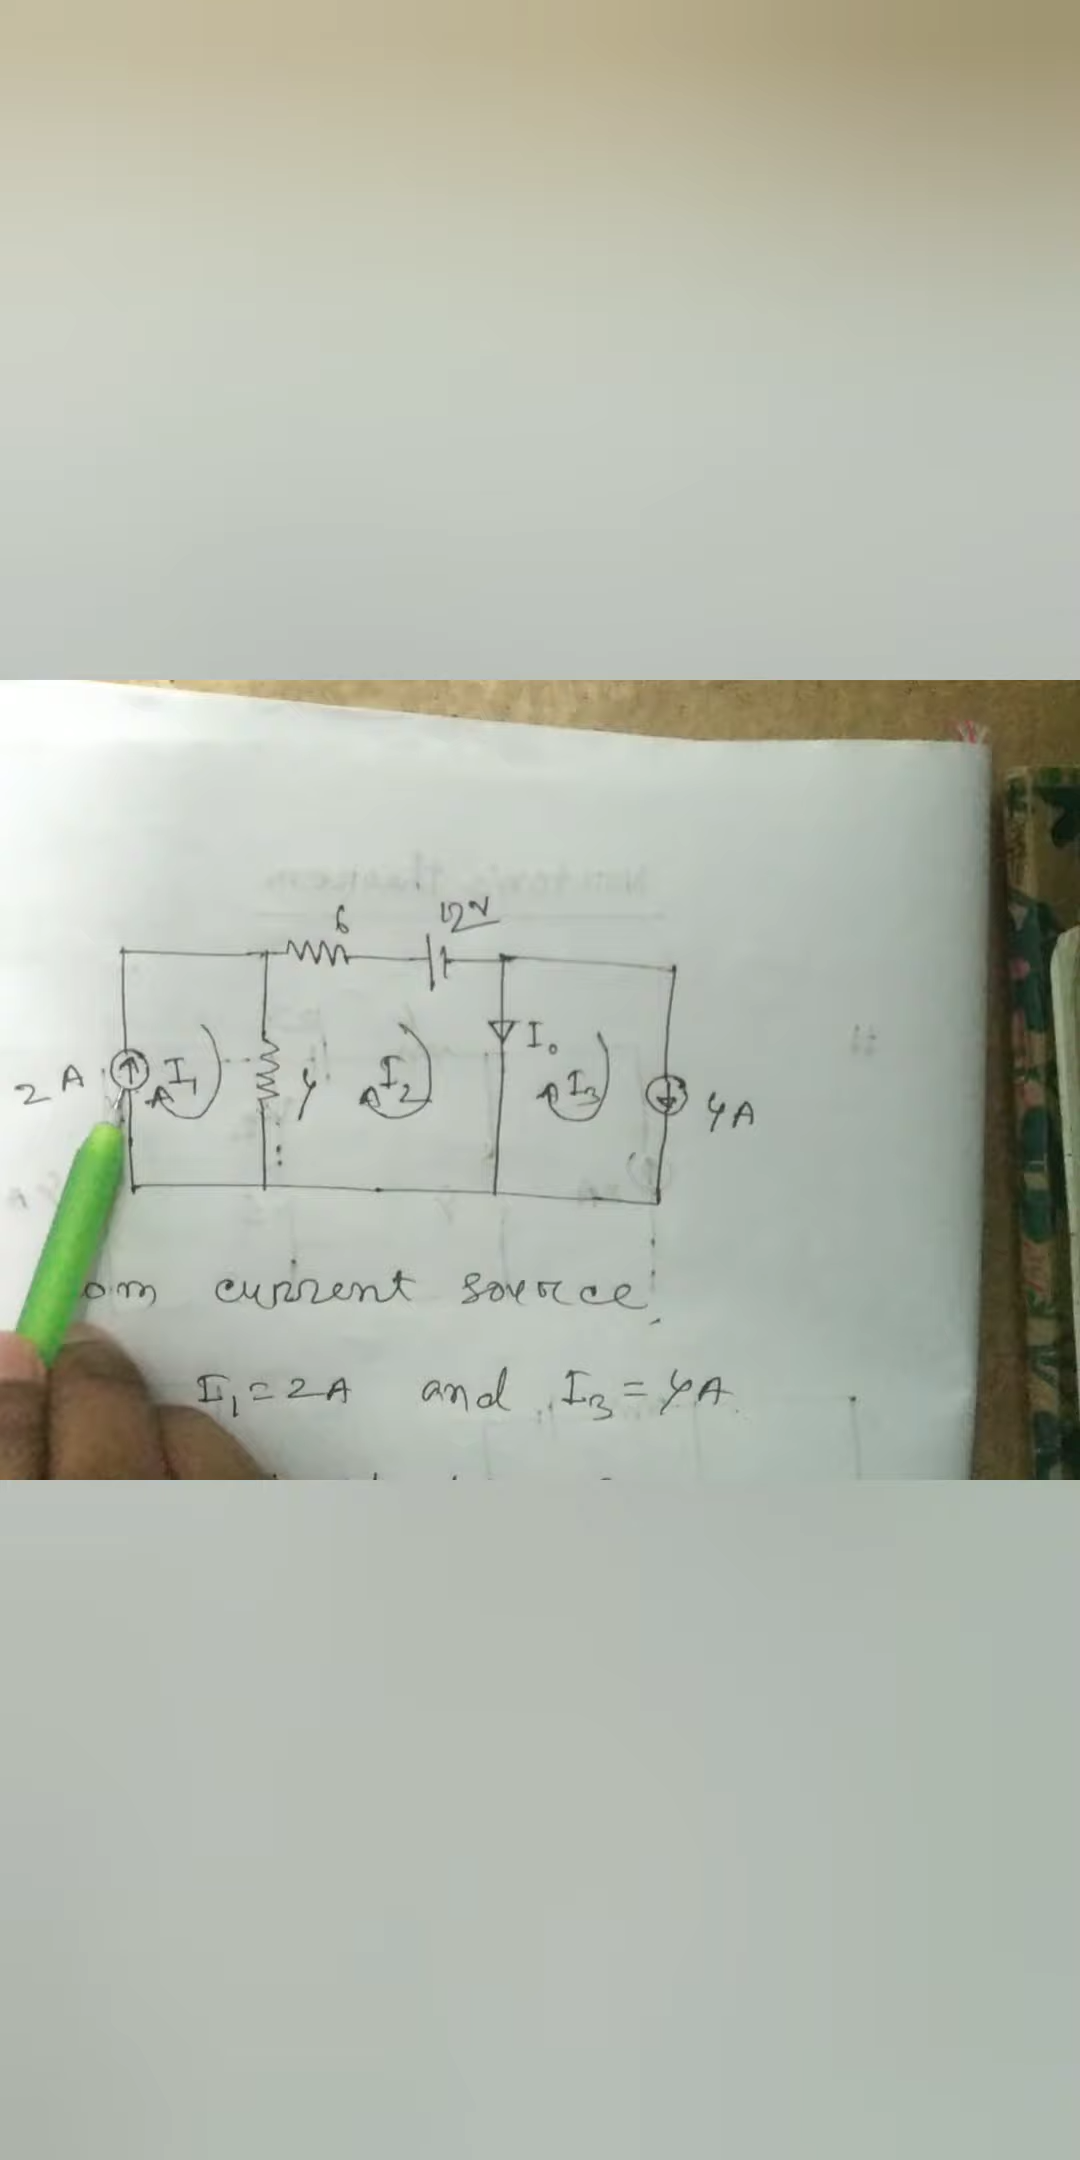 6 12V
I₀
2 A I₁ 4 I₂ I₃ 4A
om current source,
I₁ = 2A and I₃ = 4A.